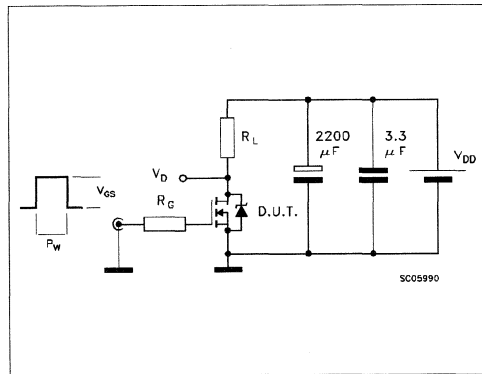 R_L
2200
μF
3.3
μF
V_DD
V_D
V_GS
R_G
D.U.T.
P_W
SC05990